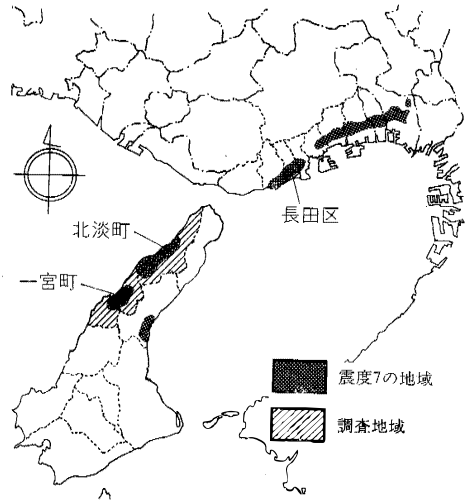 長田区
北淡町
一宮町
震度7の地域
調査地域